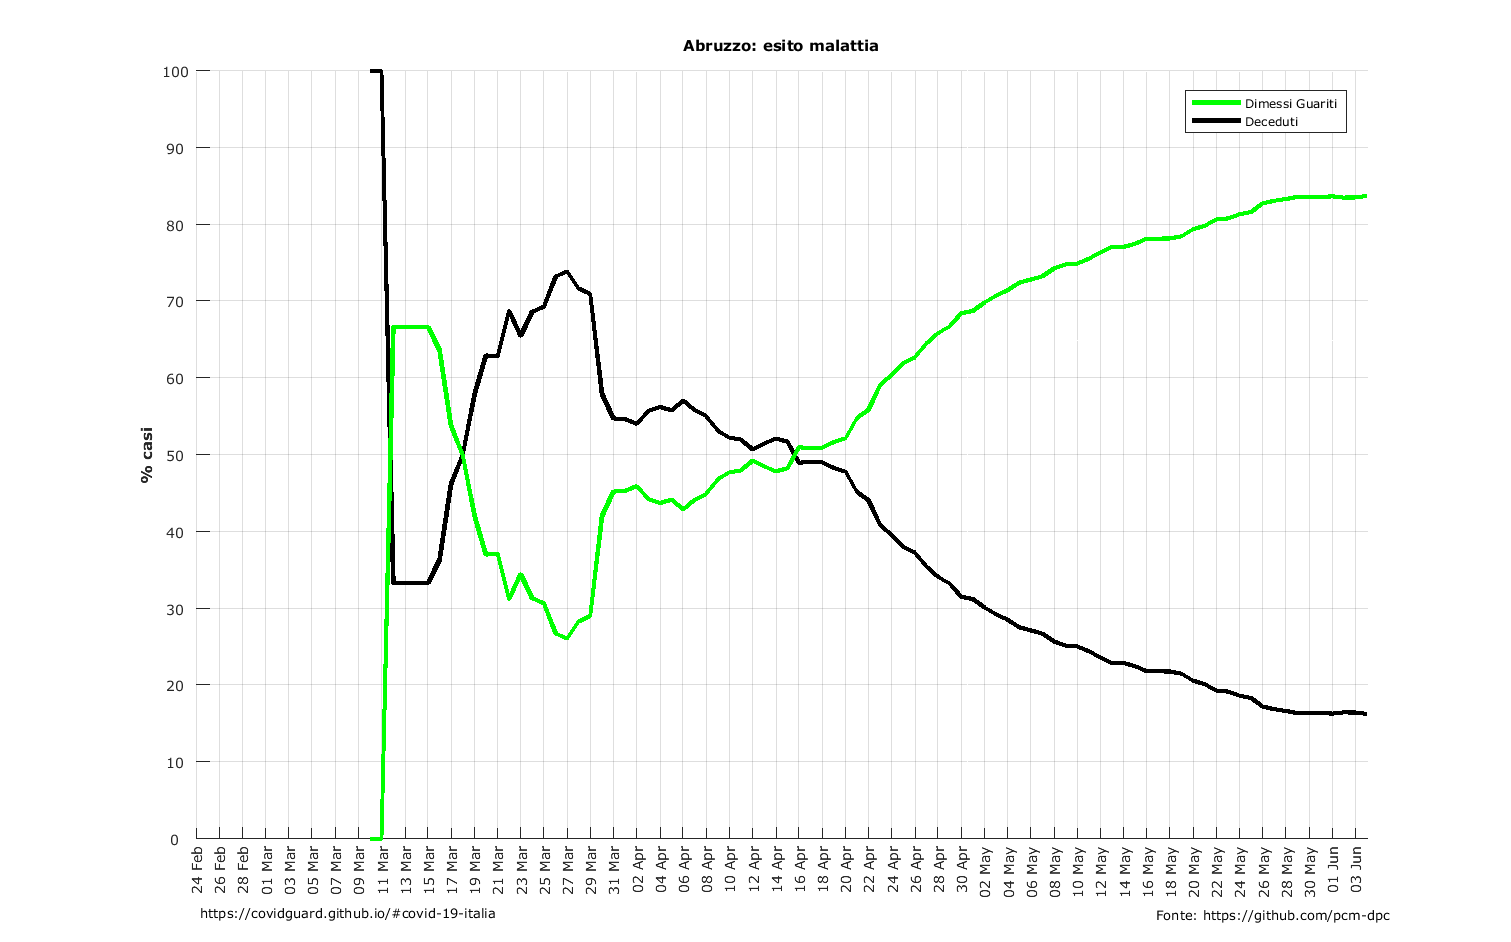 Abruzzo: esito malattia
Dimessi Guariti
Deceduti
% casi
100
90
80
70
60
50
40
30
20
10
0
24 Feb
26 Feb
28 Feb
01 Mar
03 Mar
05 Mar
07 Mar
09 Mar
11 Mar
13 Mar
15 Mar
17 Mar
19 Mar
21 Mar
23 Mar
25 Mar
27 Mar
29 Mar
31 Mar
02 Apr
04 Apr
06 Apr
08 Apr
10 Apr
12 Apr
14 Apr
16 Apr
18 Apr
20 Apr
22 Apr
24 Apr
26 Apr
28 Apr
30 Apr
02 May
04 May
06 May
08 May
10 May
12 May
14 May
16 May
18 May
20 May
22 May
24 May
26 May
28 May
30 May
01 Jun
03 Jun
https://covidguard.github.io/#covid-19-italia
Fonte: https://github.com/pcm-dpc